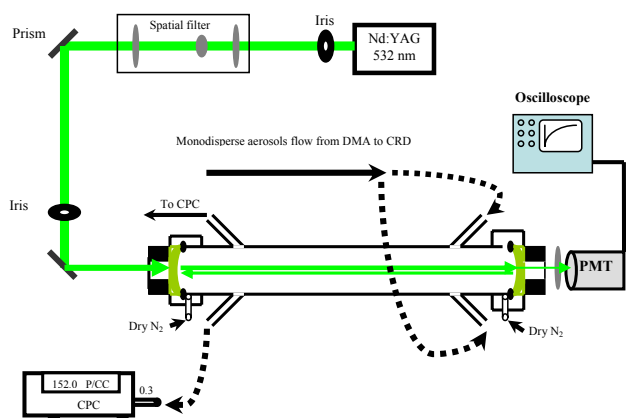 Spatial filter
Iris
Prism
Nd:YAG
532 nm
Oscilloscope
Monodisperse aerosols flow from DMA to CRD
Iris
To CPC
PMT
Dry N₂
Dry N₂
152.0 P/CC
0.3
CPC